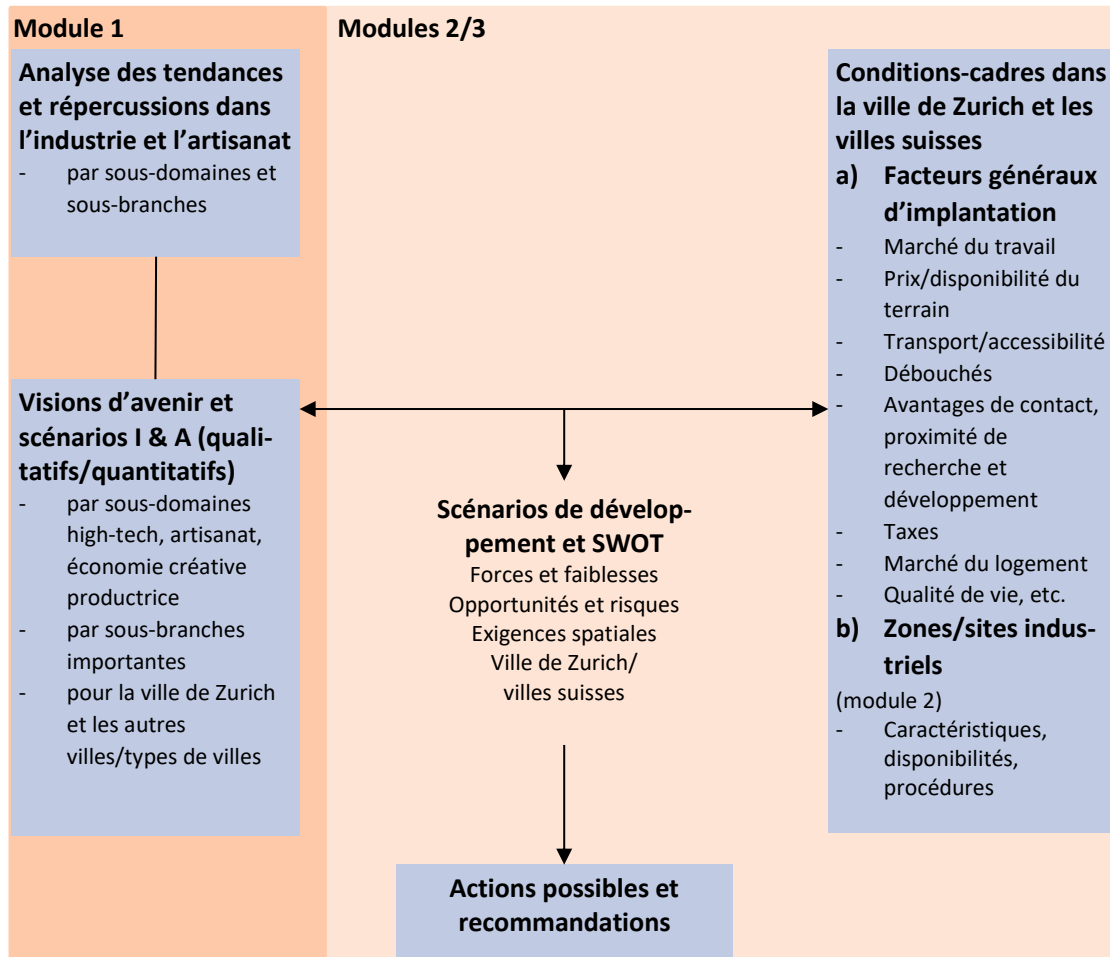 Module 1
Analyse des tendances
et répercussions dans
l'industrie et l'artisanat
- par sous-domaines et
sous-branches
Visions d'avenir et
scénarios I & A (quali-
tatifs/quantitatifs)
- par sous-domaines
high-tech, artisanat,
économie créative
productrice
- par sous-branches
importantes
- pour la ville de Zurich
et les autres
villes/types de villes
Modules 2/3
Scénarios de dévelop-
pement et SWOT
Forces et faiblesses
Opportunités et risques
Exigences spatiales
Ville de Zurich/
villes suisses
Actions possibles et
recommandations
Conditions-cadres dans
la ville de Zurich et les
villes suisses
a) Facteurs généraux
d'implantation
- Marché du travail
- Prix/disponibilité du
terrain
- Transport/accessibilité
- Débouchés
- Avantages de contact,
proximité de
recherche et
développement
- Taxes
- Marché du logement
- Qualité de vie, etc.
b) Zones/sites indus-
triels
(module 2)
- Caractéristiques,
disponibilités,
procédures